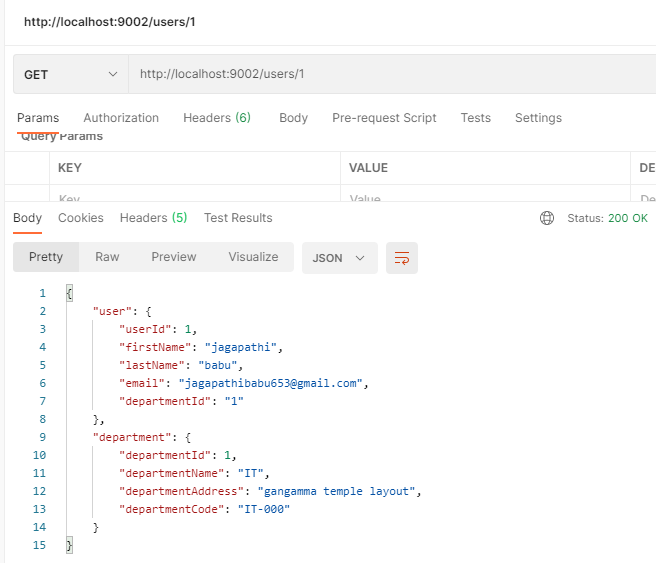 http://localhost:9002/users/1
GET http://localhost:9002/users/1
Params Authorization Headers (6) Body Pre-request Script Tests Settings
Query Params
KEY VALUE DE
Key Value De
Body Cookies Headers (5) Test Results Status: 200 OK
Pretty Raw Preview Visualize JSON
1 {
2 "user": {
3 "userId": 1,
4 "firstName": "jagapathi",
5 "lastName": "babu",
6 "email": "jagapathibabu653@gmail.com",
7 "departmentId": "1"
8 },
9 "department": {
10 "departmentId": 1,
11 "departmentName": "IT",
12 "departmentAddress": "gangamma temple layout",
13 "departmentCode": "IT-000"
14 }
15 }